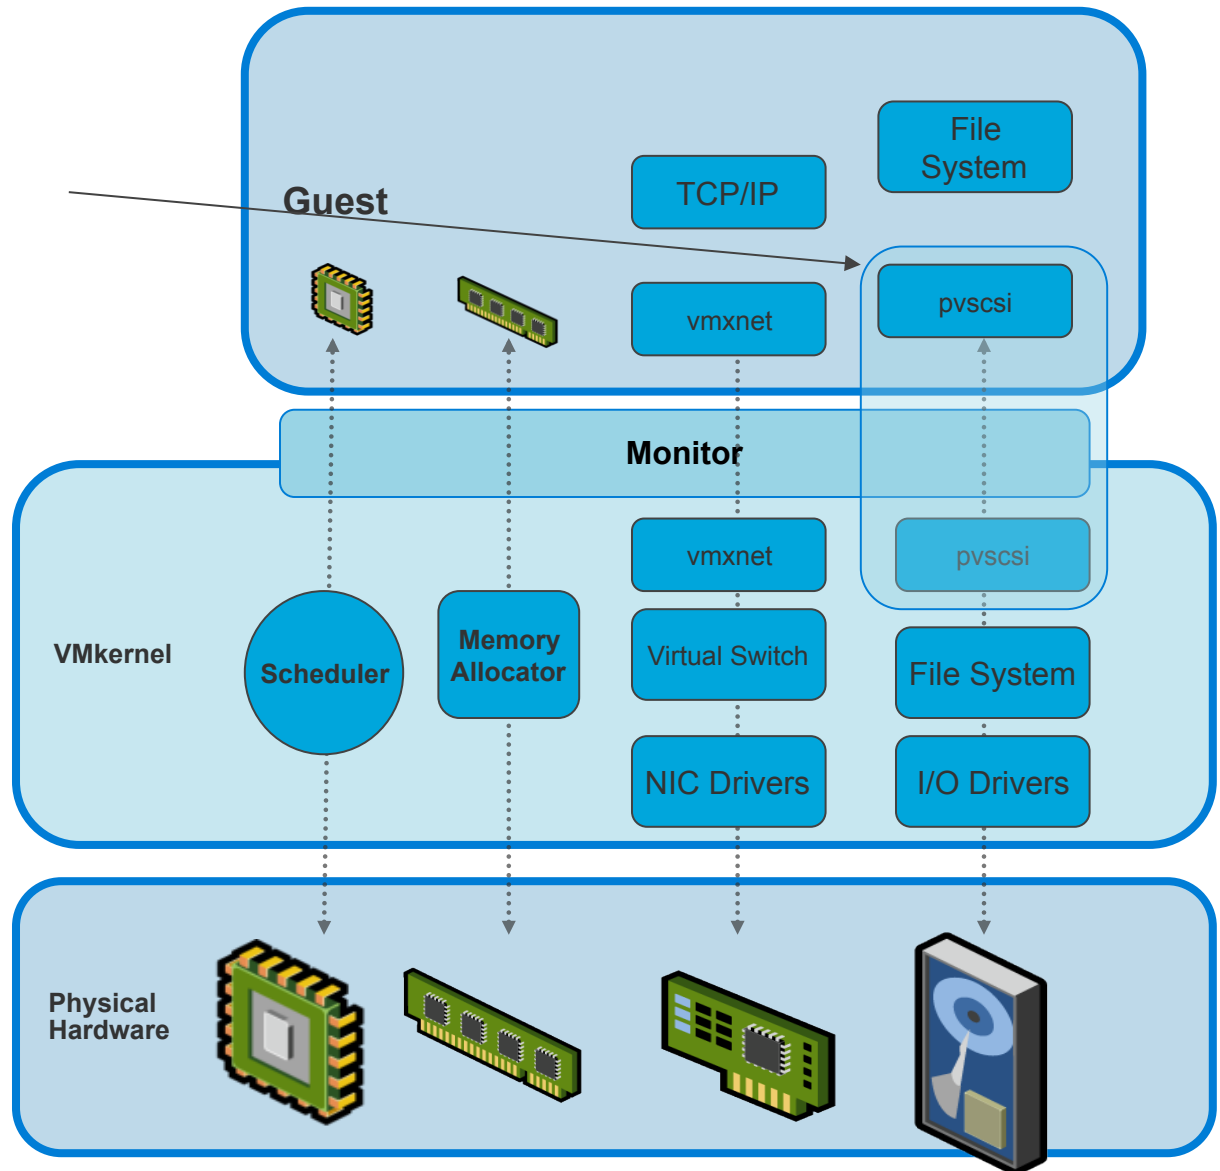 File
System
TCP/IP
Guest
pvscsi
vmxnet
Monitor
vmxnet
pvscsi
VMkernel
Scheduler
Memory
Allocator
Virtual Switch
File System
NIC Drivers
I/O Drivers
Physical
Hardware